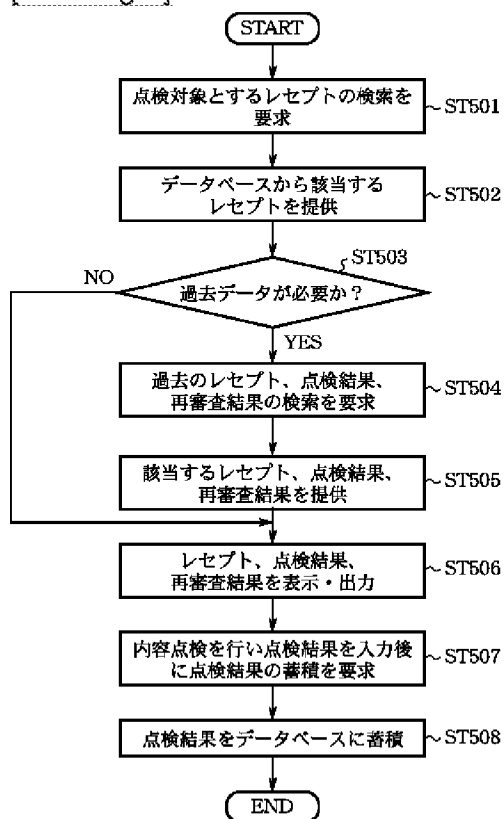 START
点検対象とするレセプトの検索を
要求
ST501
データベースから該当する
レセプトを提供
ST502
ST503
過去データが必要か？
NO
YES
過去のレセプト、点検結果、
再審査結果の検索を要求
ST504
該当するレセプト、点検結果、
再審査結果を提供
ST505
レセプト、点検結果、
再審査結果を表示・出力
ST506
内容点検を行い点検結果を入力後
に点検結果の蓄積を要求
ST507
点検結果をデータベースに蓄積
ST508
END